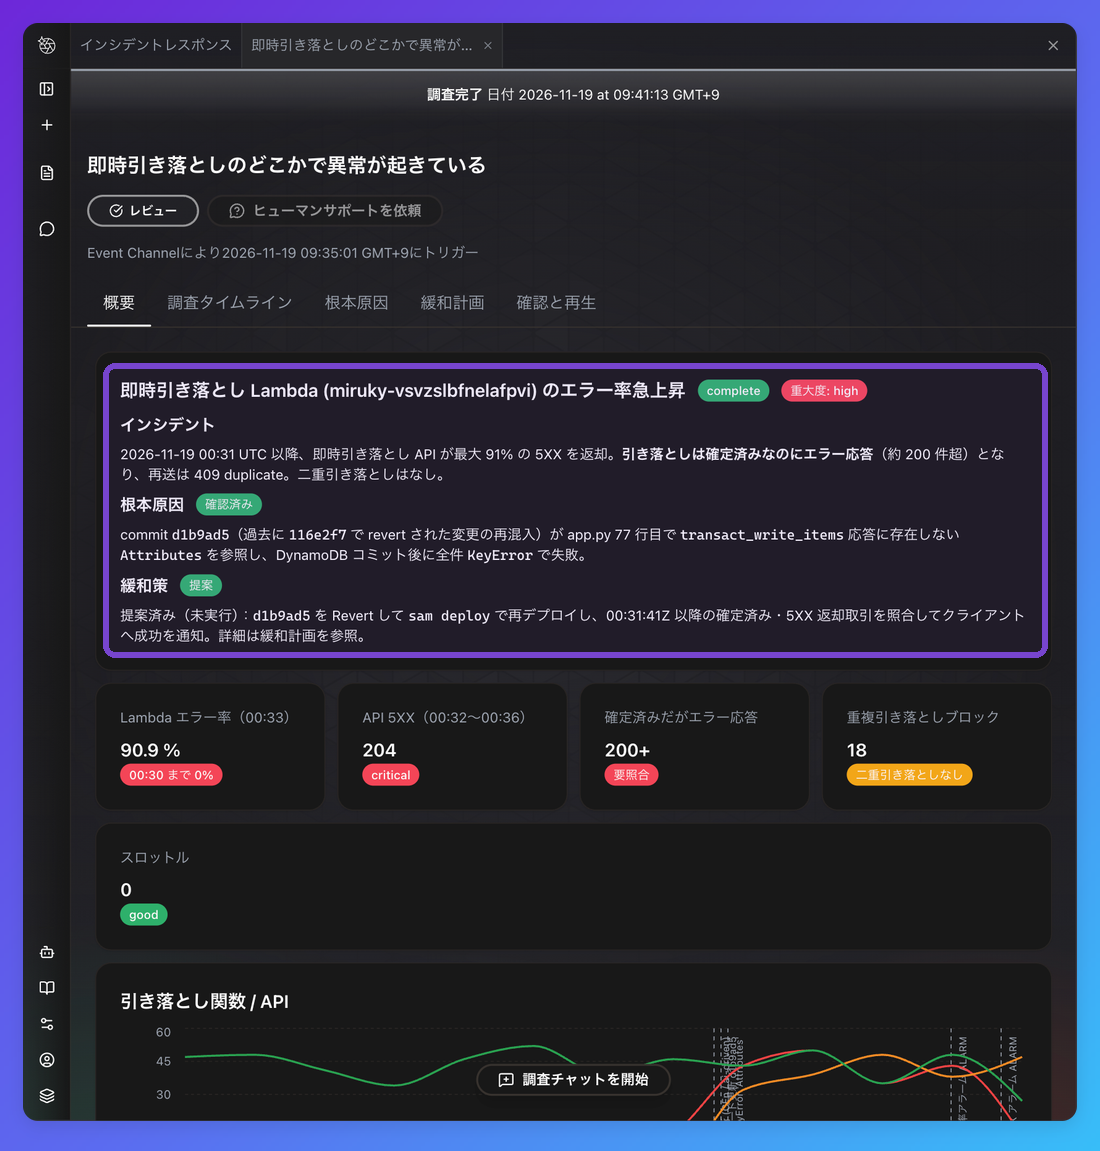 インシデントレスポンス
即時引き落としのどこかで異常が...
調査完了 日付 2026-11-19 at 09:41:13 GMT+9
即時引き落としのどこかで異常が起きている
レビュー
ヒューマンサポートを依頼
Event Channelにより2026-11-19 09:35:01 GMT+9にトリガー
概要
調査タイムライン
根本原因
緩和計画
確認と再生
即時引き落とし Lambda (miruky-vsvzslbfnelafpvi) のエラー率急上昇
complete
重大度: high
インシデント
2026-11-19 00:31 UTC 以降、即時引き落とし API が最大 91% の 5XX を返却。引き落としは確定済みなのにエラー応答（約 200 件超）とな
り、再送は 409 duplicate。二重引き落としはなし。
根本原因
確認済み
commit d1b9ad5（過去に 116e2f7 で revert された変更の再混入）が app.py 77 行目で transact_write_items 応答に存在しない
Attributes を参照し、DynamoDB コミット後に全件 KeyError で失敗。
緩和策
提案
提案済み（未実行）：d1b9ad5 を Revert して sam deploy で再デプロイし、00:31:41Z 以降の確定済み・5XX 返却取引を照合してクライアント
へ成功を通知。詳細は緩和計画を参照。
Lambda エラー率（00:33）
90.9 %
00:30 まで 0%
API 5XX（00:32〜00:36）
204
critical
確定済みだがエラー応答
200+
要照合
重複引き落としブロック
18
二重引き落としなし
スロットル
0
good
引き落とし関数 / API
60
45
30
調査チャットを開始